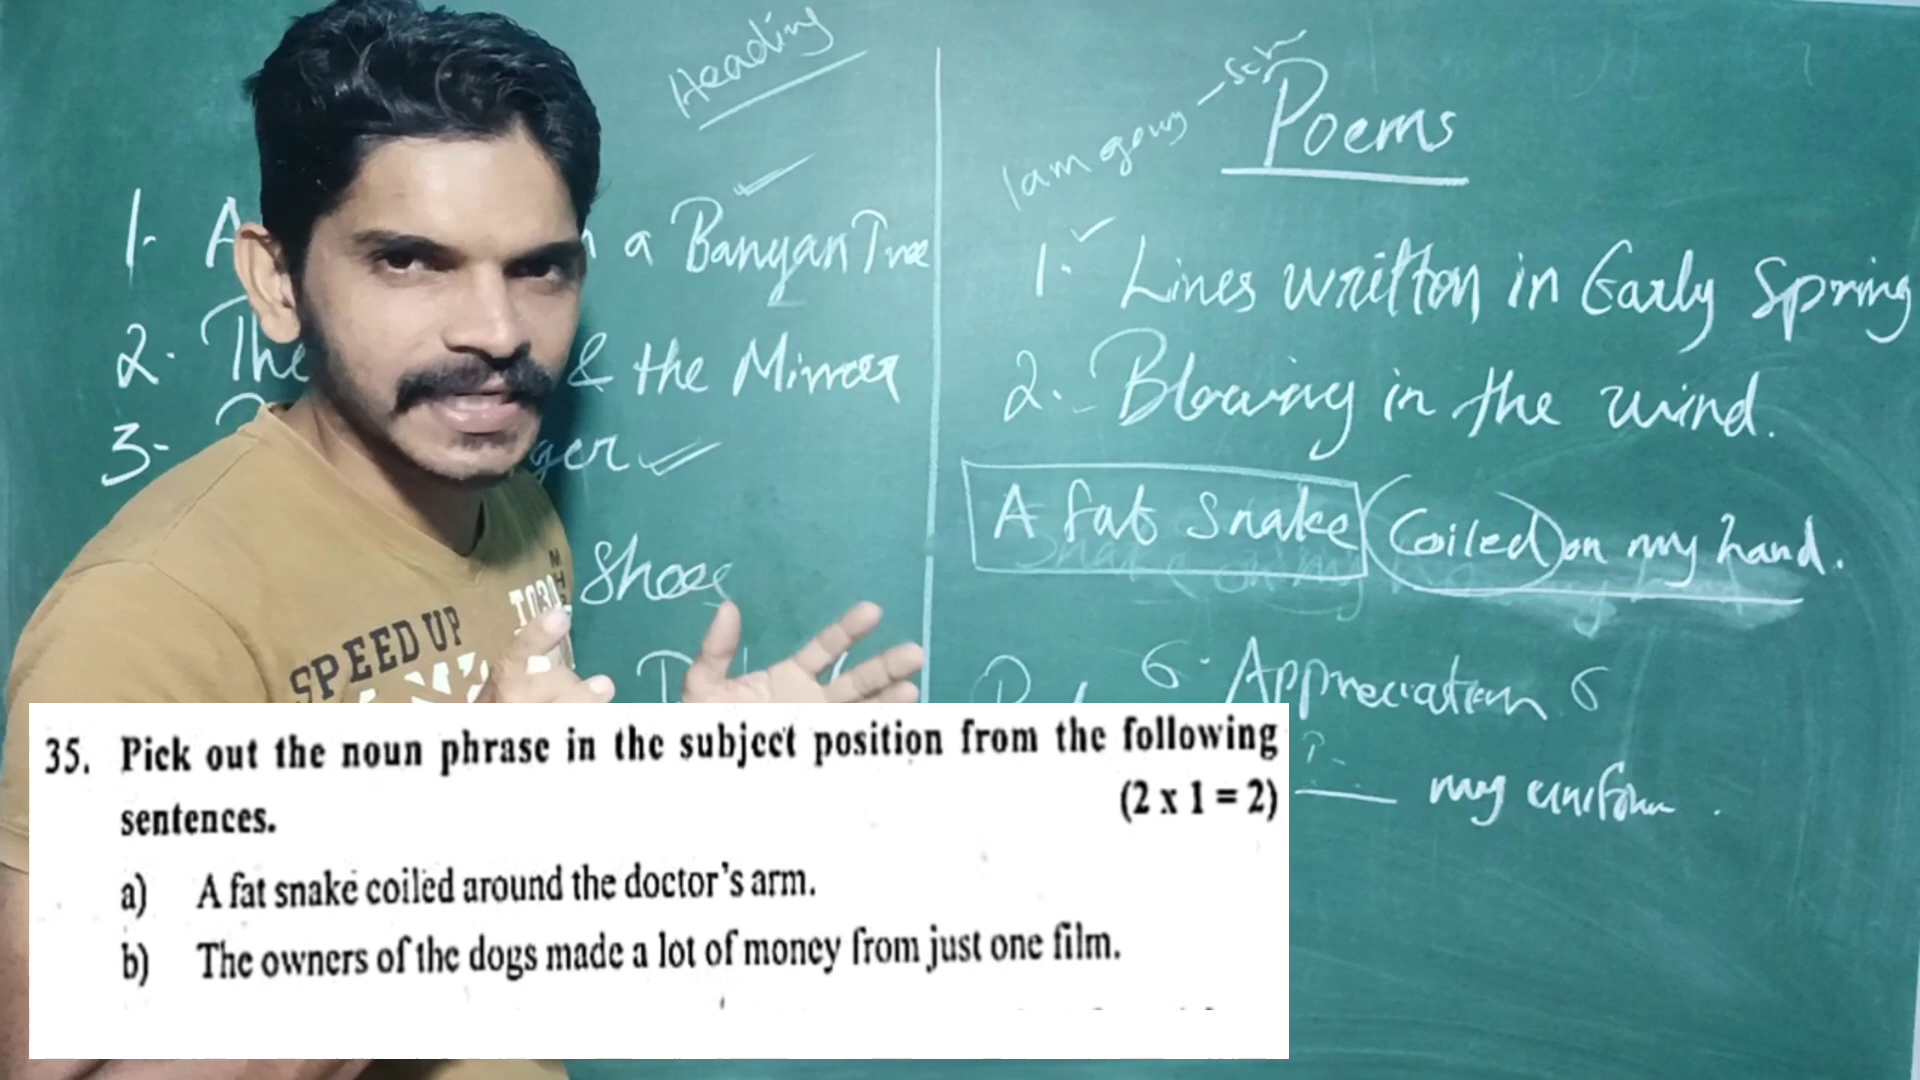 Heading
I am going
Poems
1. A a Banyan Tree
2. The & the Mirror
3.
Shoes
1. Lines written in Early Spring
2. Blowing in the wind.
A fat snake coiled on my hand.
6. Appreciation 6
my uniform.
SPEED UP
35. Pick out the noun phrase in the subject position from the following
sentences. (2 x 1 = 2)
a) A fat snake coiled around the doctor's arm.
b) The owners of the dogs made a lot of money from just one film.